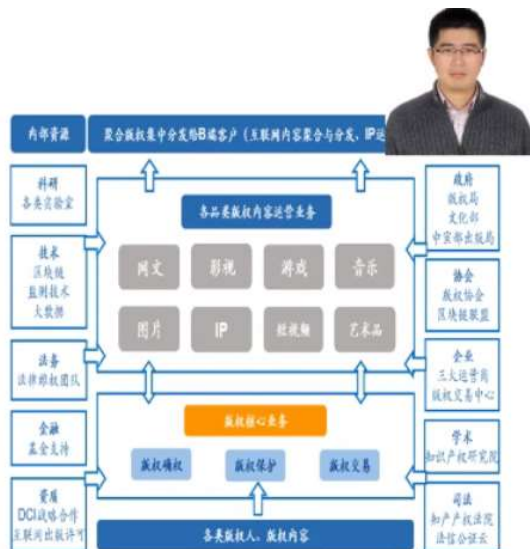 内部资源
聚合版权集中分发给B端客户（互联网内容聚合与分发、IP运
科研
各类实验室
技术
区块链
监测技术
大数据
法务
法律维权团队
金融
基金支持
资质
DCI战略合作
互联网出版许可
各品类版权内容运营业务
网文
影视
游戏
音乐
图片
IP
短视频
艺术品
版权核心业务
版权确权
版权保护
版权交易
各类版权人、版权内容
政府
版权局
文化部
中宣部出版局
协会
版权协会
区块链联盟
企业
三大运营商
版权交易中心
学术
知识产权研究院
司法
知产产权法院
法信公证云